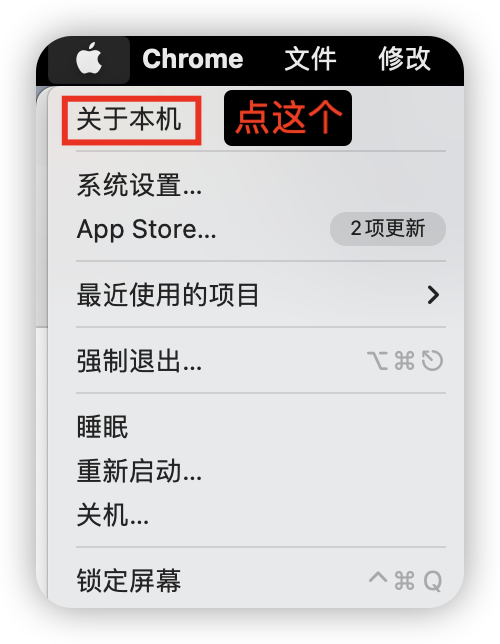 Chrome 文件 修改
关于本机 点这个
系统设置...
App Store... 2项更新
最近使用的项目
强制退出... ⌥⌘⎋
睡眠
重新启动...
关机...
锁定屏幕 ^⌘Q